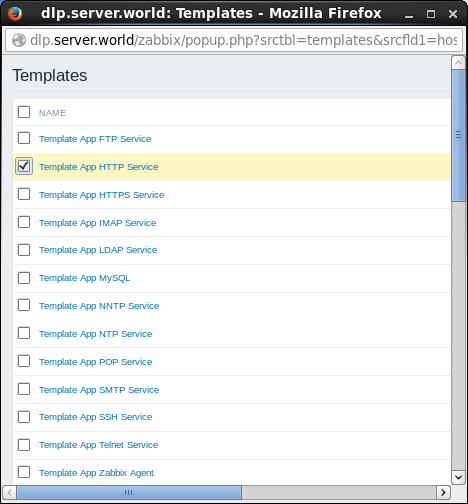 dlp.server.world: Templates - Mozilla Firefox
dlp.server.world/zabbix/popup.php?srctbl=templates&srcfld1=hos
Templates
NAME
Template App FTP Service
Template App HTTP Service
Template App HTTPS Service
Template App IMAP Service
Template App LDAP Service
Template App MySQL
Template App NNTP Service
Template App NTP Service
Template App POP Service
Template App SMTP Service
Template App SSH Service
Template App Telnet Service
Template App Zabbix Agent